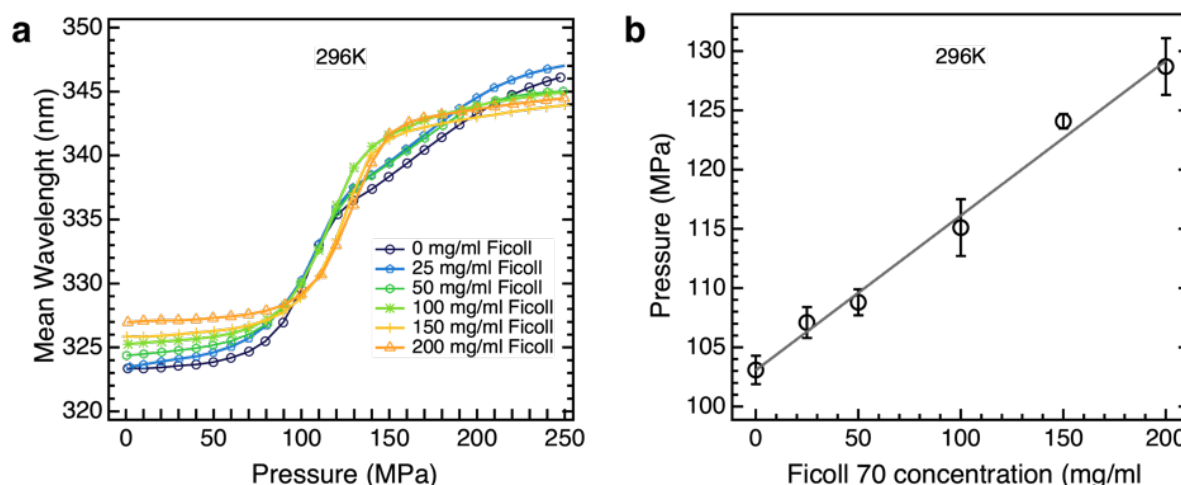 a
Mean Wavelenght (nm)
350
345
340
335
330
325
320
296K
0 mg/ml Ficoll
25 mg/ml Ficoll
50 mg/ml Ficoll
100 mg/ml Ficoll
150 mg/ml Ficoll
200 mg/ml Ficoll
0 50 100 150 200 250
Pressure (MPa)
b
Pressure (MPa)
130
125
120
115
110
105
100
296K
0 50 100 150 200
Ficoll 70 concentration (mg/ml